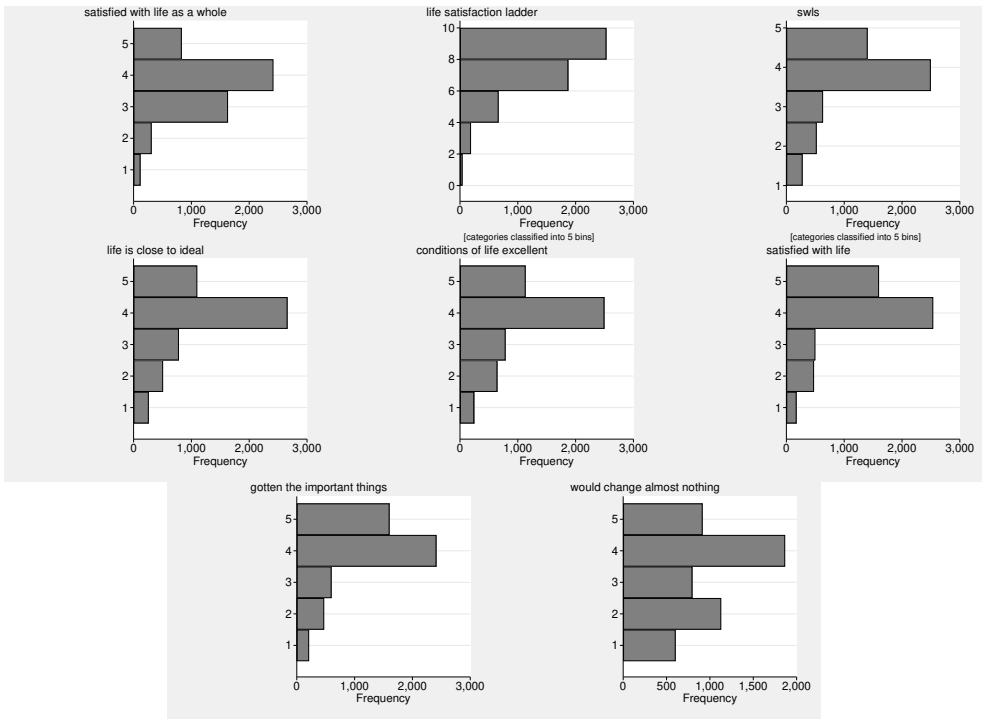 satisfied with life as a whole
5
4
3
2
1
0 1,000 2,000 3,000
Frequency
life satisfaction ladder
10
8
6
4
2
0
0 1,000 2,000 3,000
Frequency
[categories classified into 5 bins]
swls
5
4
3
2
1
0 1,000 2,000 3,000
Frequency
[categories classified into 5 bins]
life is close to ideal
5
4
3
2
1
0 1,000 2,000 3,000
Frequency
conditions of life excellent
5
4
3
2
1
0 1,000 2,000 3,000
Frequency
satisfied with life
5
4
3
2
1
0 1,000 2,000 3,000
Frequency
gotten the important things
5
4
3
2
1
0 1,000 2,000 3,000
Frequency
would change almost nothing
5
4
3
2
1
0 500 1,000 1,500 2,000
Frequency